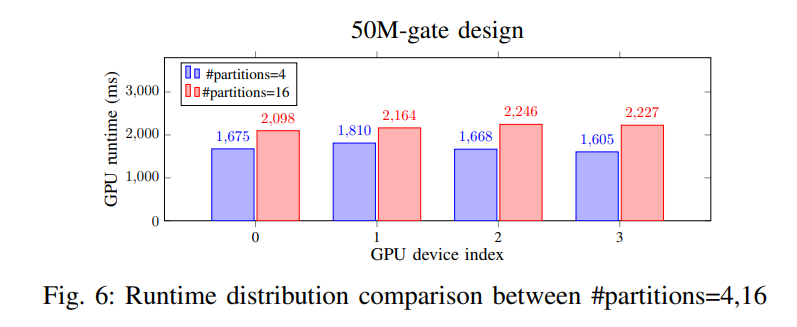 50M-gate design
#partitions=4
#partitions=16
GPU runtime (ms)
3,000
2,000
1,000
0
1,675
2,098
1,810
2,164
1,668
2,246
1,605
2,227
0
1
2
3
GPU device index
Fig. 6: Runtime distribution comparison between #partitions=4,16